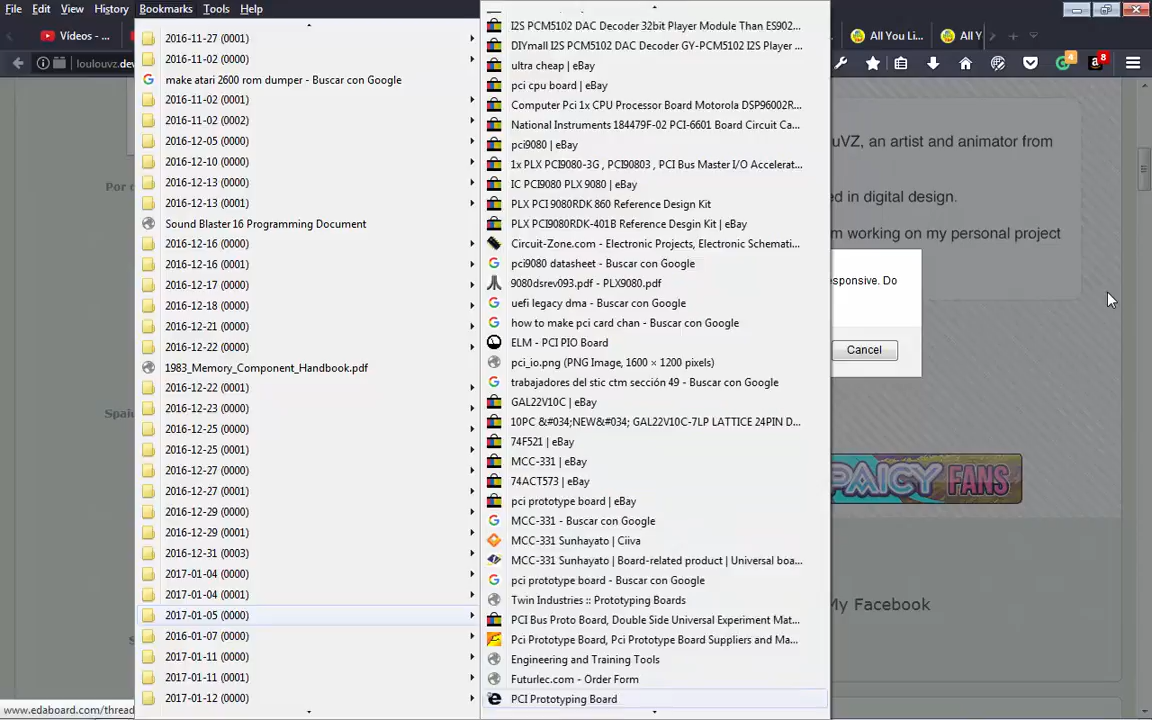 File Edit View History Bookmarks Tools Help
Vídeos - ...
All You Li...
All Y
loulouvz.dev
4
8
2016-11-27 (0001)
2016-11-02 (0000)
make atari 2600 rom dumper - Buscar con Google
2016-11-02 (0001)
2016-11-02 (0002)
2016-12-05 (0000)
2016-12-10 (0000)
2016-12-13 (0000)
2016-12-13 (0001)
Sound Blaster 16 Programming Document
2016-12-16 (0000)
2016-12-16 (0001)
2016-12-17 (0000)
2016-12-18 (0000)
2016-12-21 (0000)
2016-12-22 (0000)
1983_Memory_Component_Handbook.pdf
2016-12-22 (0001)
2016-12-23 (0000)
2016-12-25 (0000)
2016-12-25 (0001)
2016-12-27 (0000)
2016-12-27 (0001)
2016-12-29 (0000)
2016-12-29 (0001)
2016-12-31 (0003)
2017-01-04 (0000)
2017-01-04 (0001)
2017-01-05 (0000)
2016-01-07 (0000)
2017-01-11 (0000)
2017-01-11 (0001)
2017-01-12 (0000)
I2S PCM5102 DAC Decoder 32bit Player Module Than ES902...
DIYmall I2S PCM5102 DAC Decoder GY-PCM5102 I2S Player ...
ultra cheap | eBay
pci cpu board | eBay
Computer Pci 1x CPU Processor Board Motorola DSP96002R...
National Instruments 184479F-02 PCI-6601 Board Circuit Ca...
pci9080 | eBay
1x PLX PCI9080-3G , PCI90803 , PCI Bus Master I/O Accelerat...
IC PCI9080 PLX 9080 | eBay
PLX PCI 9080RDK 860 Reference Design Kit
PLX PCI9080RDK-401B Reference Desgin Kit | eBay
Circuit-Zone.com - Electronic Projects, Electronic Schemati...
pci9080 datasheet - Buscar con Google
9080dsrev093.pdf - PLX9080.pdf
uefi legacy dma - Buscar con Google
how to make pci card chan - Buscar con Google
ELM - PCI PIO Board
pci_io.png (PNG Image, 1600 × 1200 pixels)
trabajadores del stic ctm sección 49 - Buscar con Google
GAL22V10C | eBay
10PC &#034;NEW&#034; GAL22V10C-7LP LATTICE 24PIN D...
74F521 | eBay
MCC-331 | eBay
74ACT573 | eBay
pci prototype board | eBay
MCC-331 - Buscar con Google
MCC-331 Sunhayato | Ciiva
MCC-331 Sunhayato | Board-related product | Universal boa...
pci prototype board - Buscar con Google
Twin Industries :: Prototyping Boards
PCI Bus Proto Board, Double Side Universal Experiment Mat...
Pci Prototype Board, Pci Prototype Board Suppliers and Ma...
Engineering and Training Tools
Futurlec.com - Order Form
PCI Prototyping Board
uVZ, an artist and animator from
d in digital design.
m working on my personal project
sponsive. Do
Cancel
PAICY FANS
My Facebook
Por
Spaic
www.edaboard.com/thread